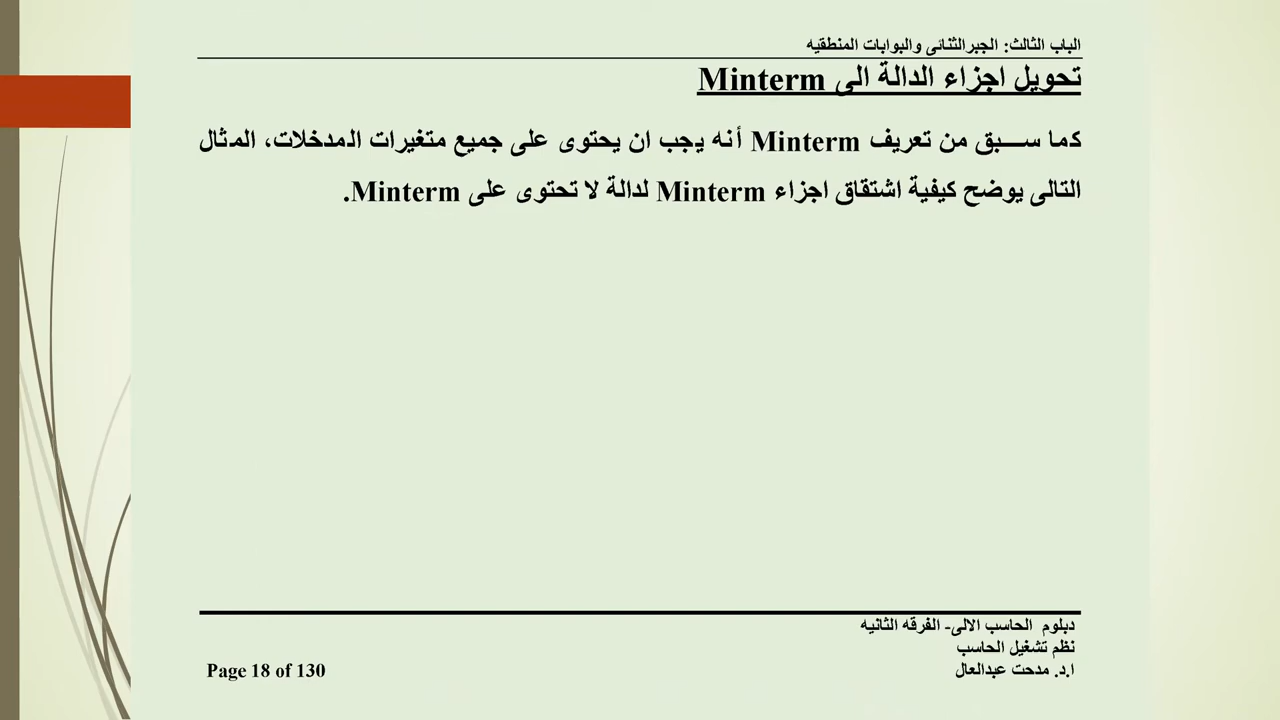 الباب الثالث: الجبرالثنائى والبوابات المنطقيه
تحويل اجزاء الدالة الى Minterm
كما ســـبق من تعريف Minterm أنه يجب ان يحتوى على جميع متغيرات المدخلات، المثال
التالى يوضح كيفية اشتقاق اجزاء Minterm لدالة لا تحتوى على Minterm.
دبلوم الحاسب الالى- الفرقه الثانيه
نظم تشغيل الحاسب
ا.د. مدحت عبدالعال
Page 18 of 130